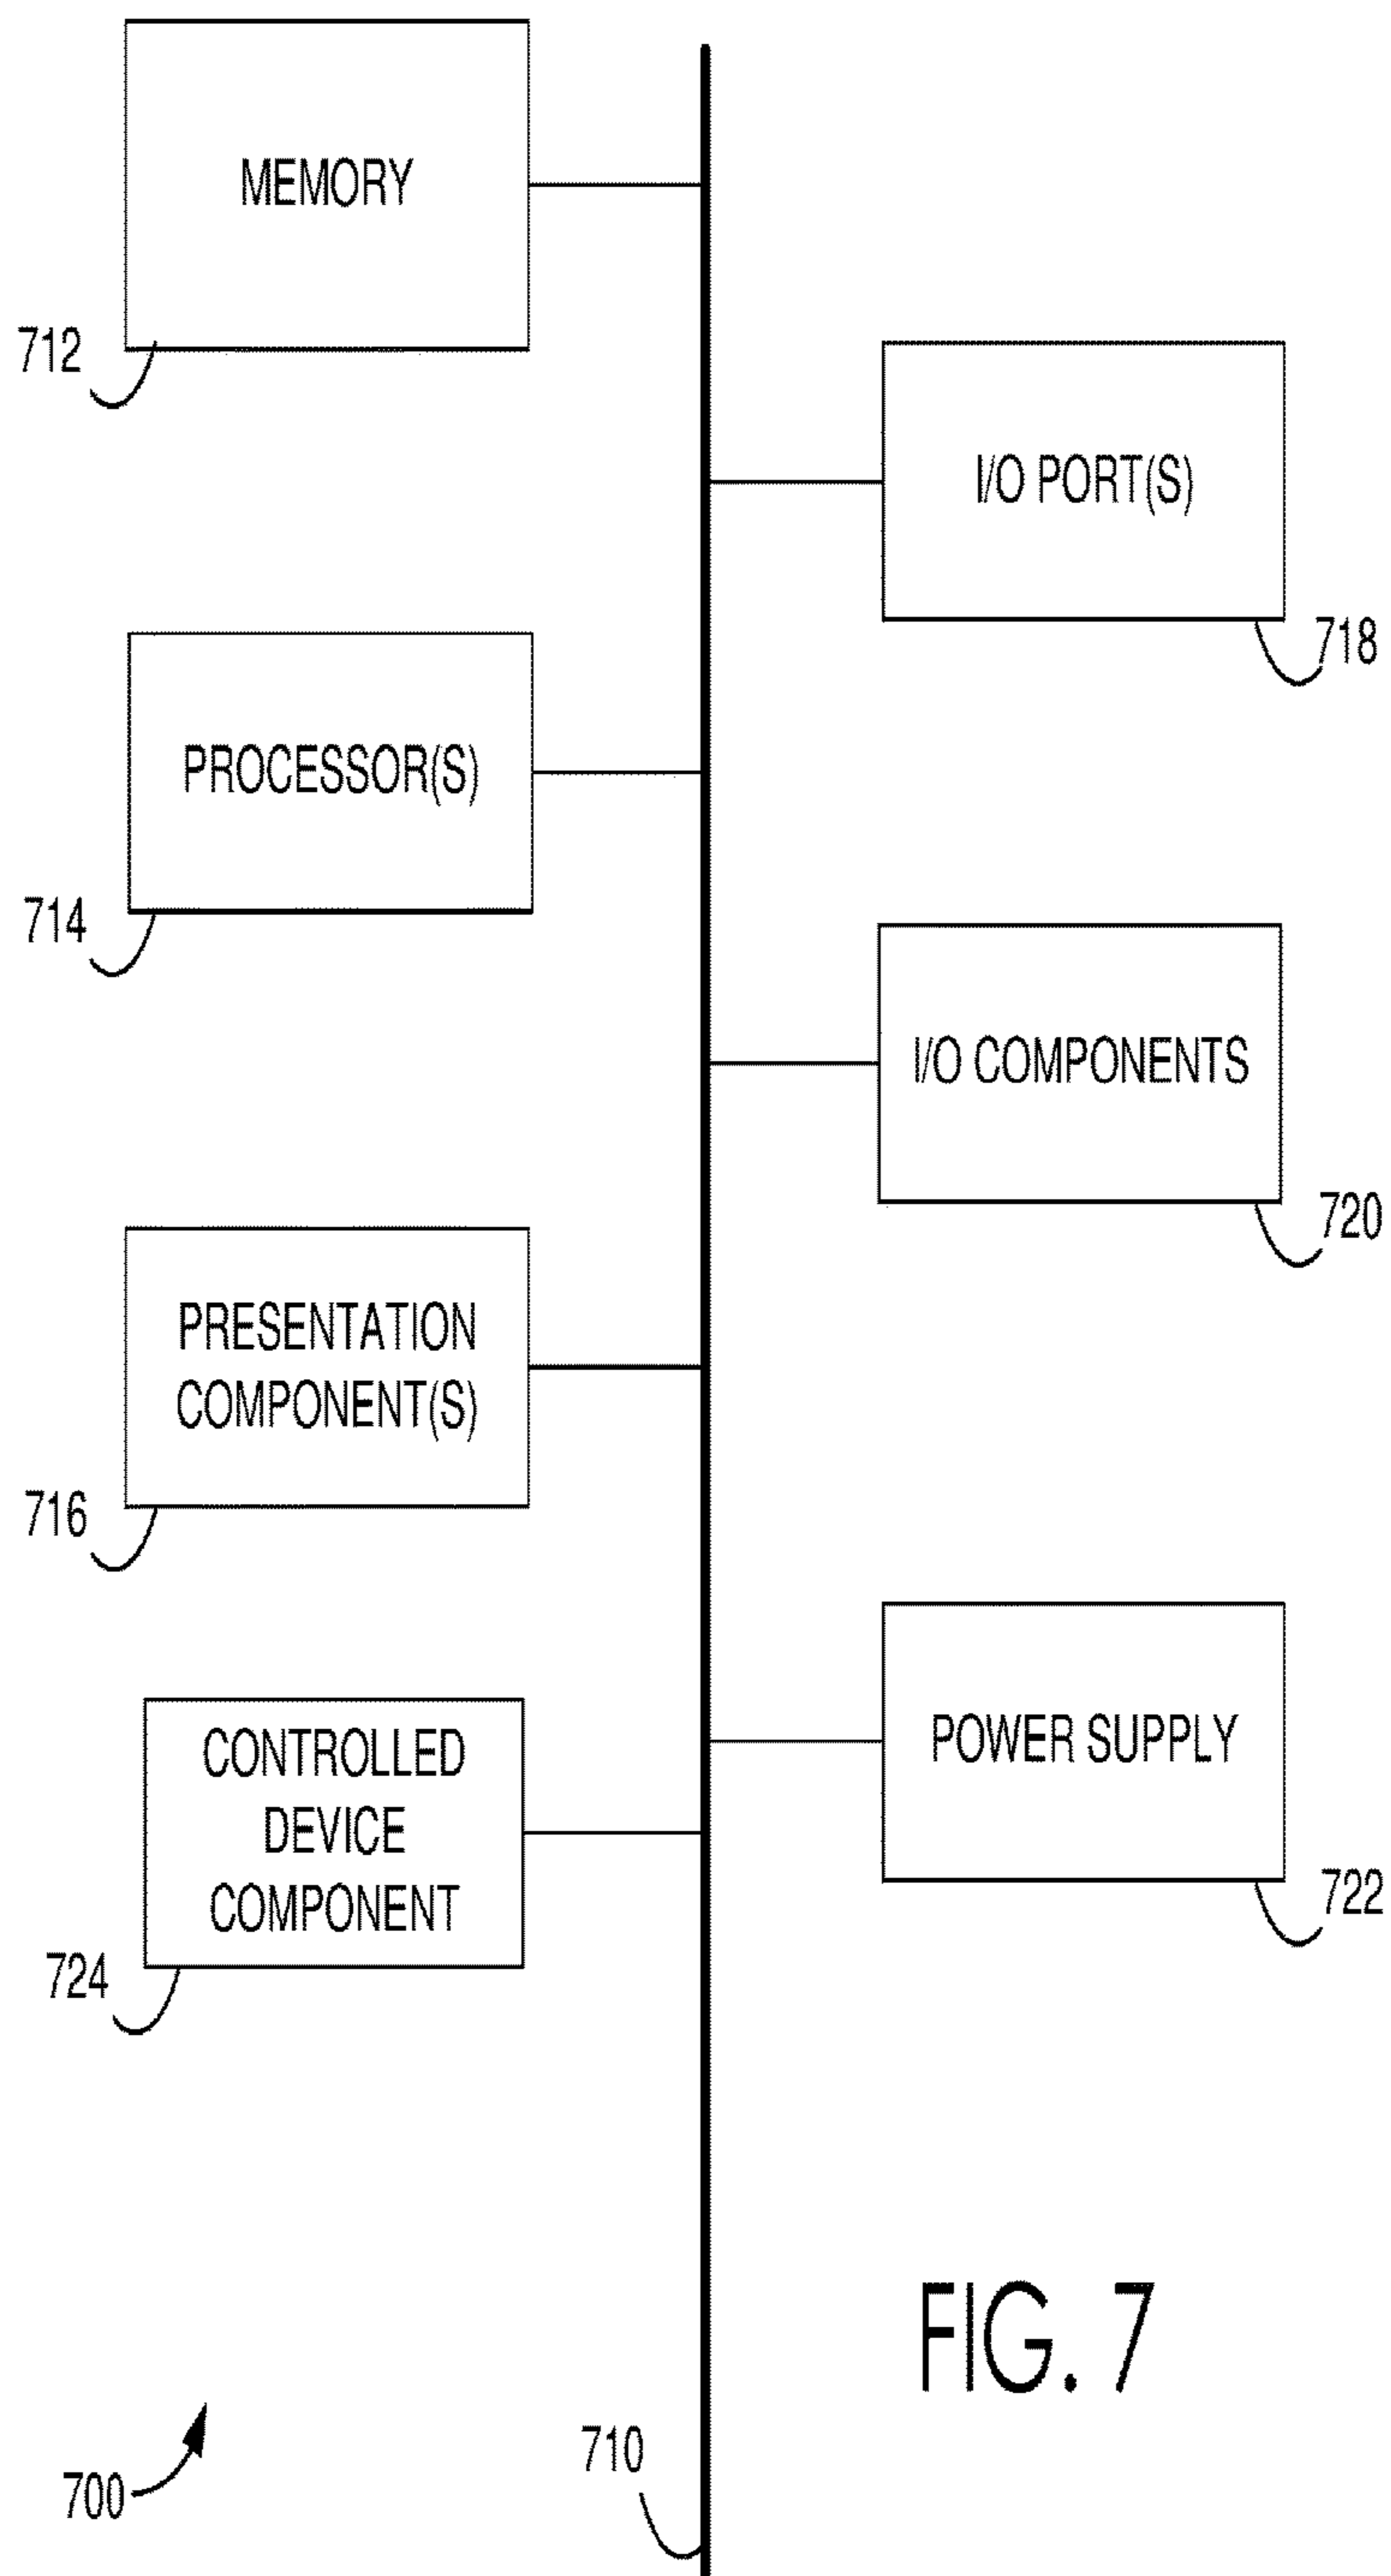 MEMORY
712
I/O PORT(S)
718
PROCESSOR(S)
714
I/O COMPONENTS
720
PRESENTATION
COMPONENT(S)
716
POWER SUPPLY
722
CONTROLLED
DEVICE
COMPONENT
724
FIG. 7
710
700